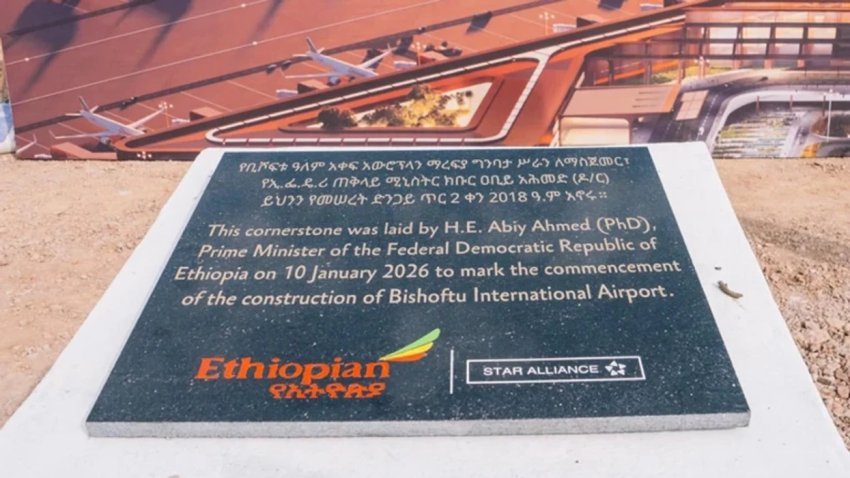 የቢሾፍቱ ዓለም አቀፍ አውሮፕላን ማረፍያ ግንባታ ሥራን ለማስጀመር፣
የኢ.ፌ.ዴ.ሪ ጠቅላይ ሚኒስትር ክቡር ዐቢይ አሕመድ (ዶ/ር)
ይህንን የመሠረት ድንጋይ ጥር 2 ቀን 2018 ዓ.ም አኖሩ።
This cornerstone was laid by H.E. Abiy Ahmed (PhD),
Prime Minister of the Federal Democratic Republic of
Ethiopia on 10 January 2026 to mark the commencement
of the construction of Bishoftu International Airport.
Ethiopian
የኢትዮጵያ
STAR ALLIANCE